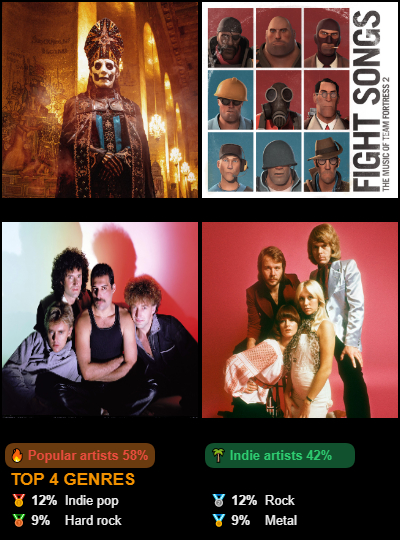 FIGHT SONGS
THE MUSIC OF TEAM FORTRESS 2
Popular artists 58%
Indie artists 42%
TOP 4 GENRES
12% Indie pop
12% Rock
9% Hard rock
9% Metal